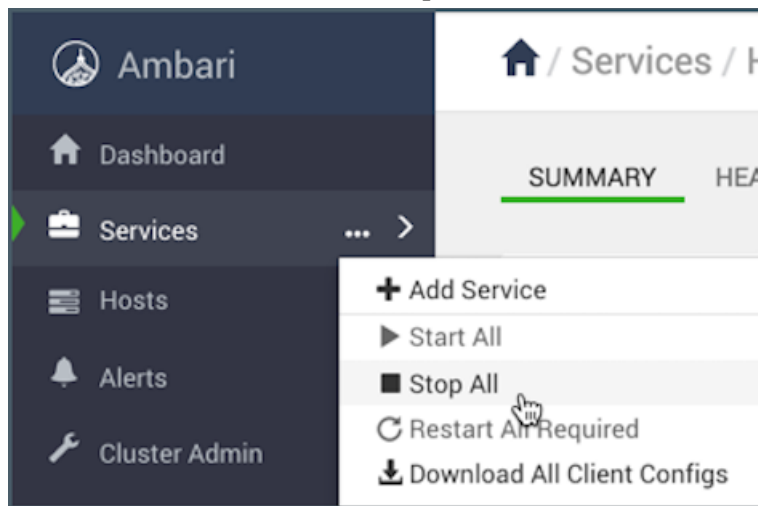 Ambari
/ Services /
Dashboard
SUMMARY
Services ...
Add Service
Hosts
Start All
Alerts
Stop All
Restart All Required
Cluster Admin
Download All Client Configs